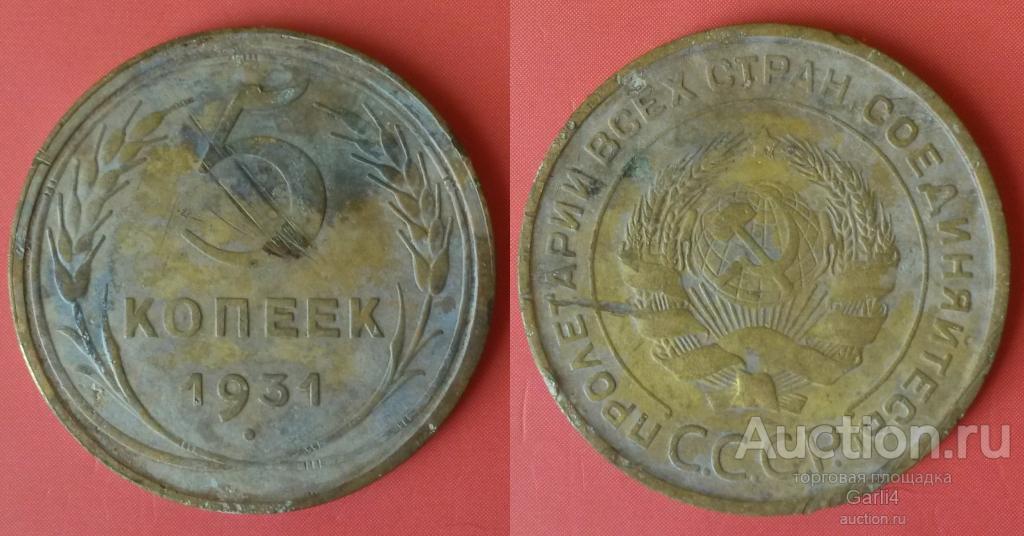 5
КОПЕЕК
1931
ПРОЛЕТАРИИ ВСЕХ СТРАН, СОЕДИНЯЙТЕСЬ!
С.С.С.Р.
Auction.ru
торговая площадка
Garli4
auction.ru